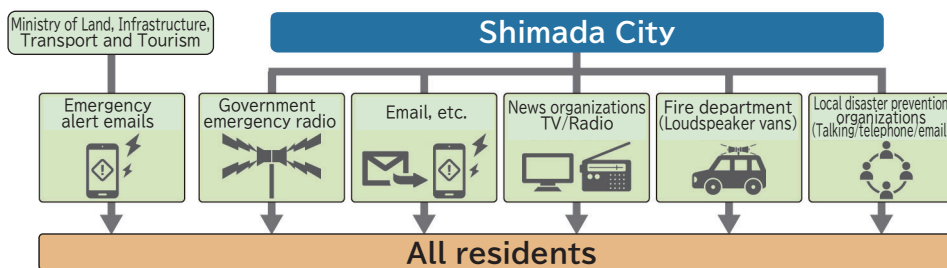 Ministry of Land, Infrastructure,
Transport and Tourism
Shimada City
Emergency
alert emails
Government
emergency radio
Email, etc.
News organizations
TV/Radio
Fire department
(Loudspeaker vans)
Local disaster prevention
organizations
(Talking/telephone/email
All residents